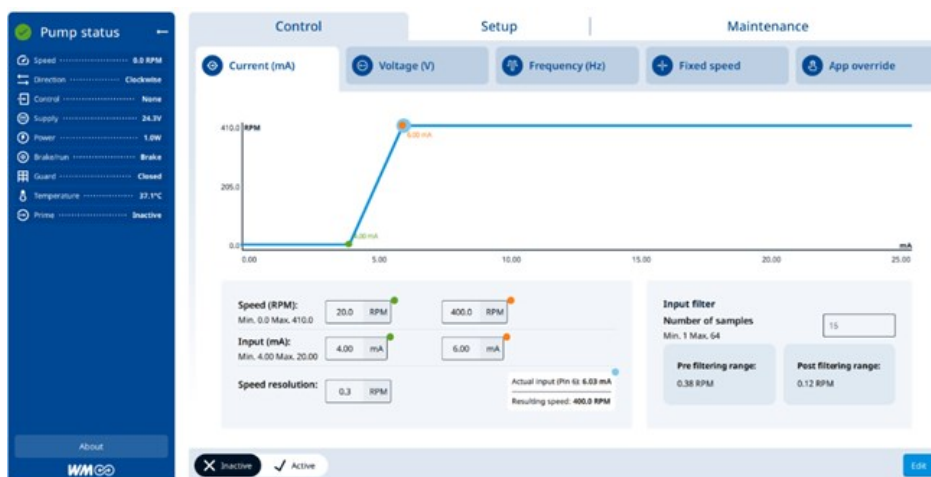 Pump status
Speed 0.0 RPM
Direction Clockwise
Control None
Supply 24.3V
Power 1.0W
Brake/run Brake
Guard Closed
Temperature 37.1°C
Prime Inactive
About
WM
Control
Setup
Maintenance
Current (mA)
Voltage (V)
Frequency (Hz)
Fixed speed
App override
410.0 RPM
6.00 mA
205.0
0.0
4.00 mA
mA
0.00 5.00 10.00 15.00 20.00 25.00
Speed (RPM):
Min. 0.0 Max. 410.0
20.0 RPM
400.0 RPM
Input (mA):
Min. 4.00 Max. 20.00
4.00 mA
6.00 mA
Speed resolution:
0.3 RPM
Actual input (Pin 6): 6.03 mA
Resulting speed: 400.0 RPM
Input filter
Number of samples
Min. 1 Max. 64
15
Pre filtering range:
0.38 RPM
Post filtering range:
0.12 RPM
Inactive
Active
Edit